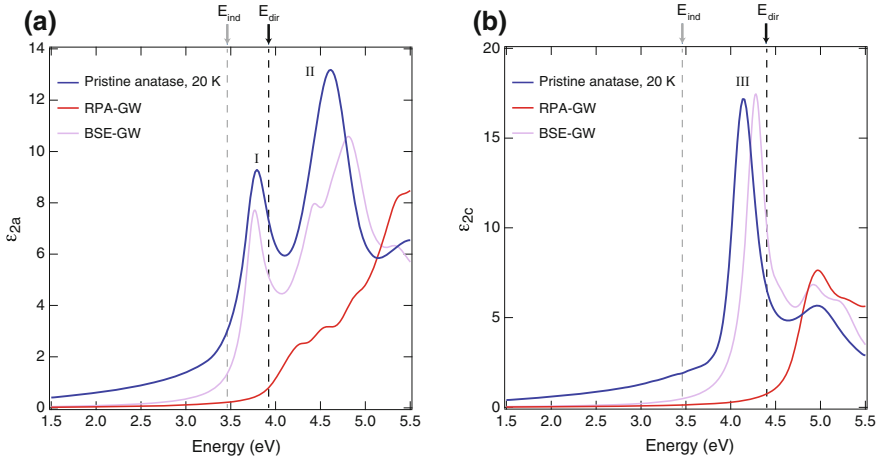 (a)
E_ind E_dir
14
12
10
8
6
4
2
0
ε_2a
Pristine anatase, 20 K
RPA-GW
BSE-GW
I
II
1.5 2.0 2.5 3.0 3.5 4.0 4.5 5.0 5.5
Energy (eV)
(b)
E_ind E_dir
20
15
10
5
0
ε_2c
Pristine anatase, 20 K
RPA-GW
BSE-GW
III
1.5 2.0 2.5 3.0 3.5 4.0 4.5 5.0 5.5
Energy (eV)